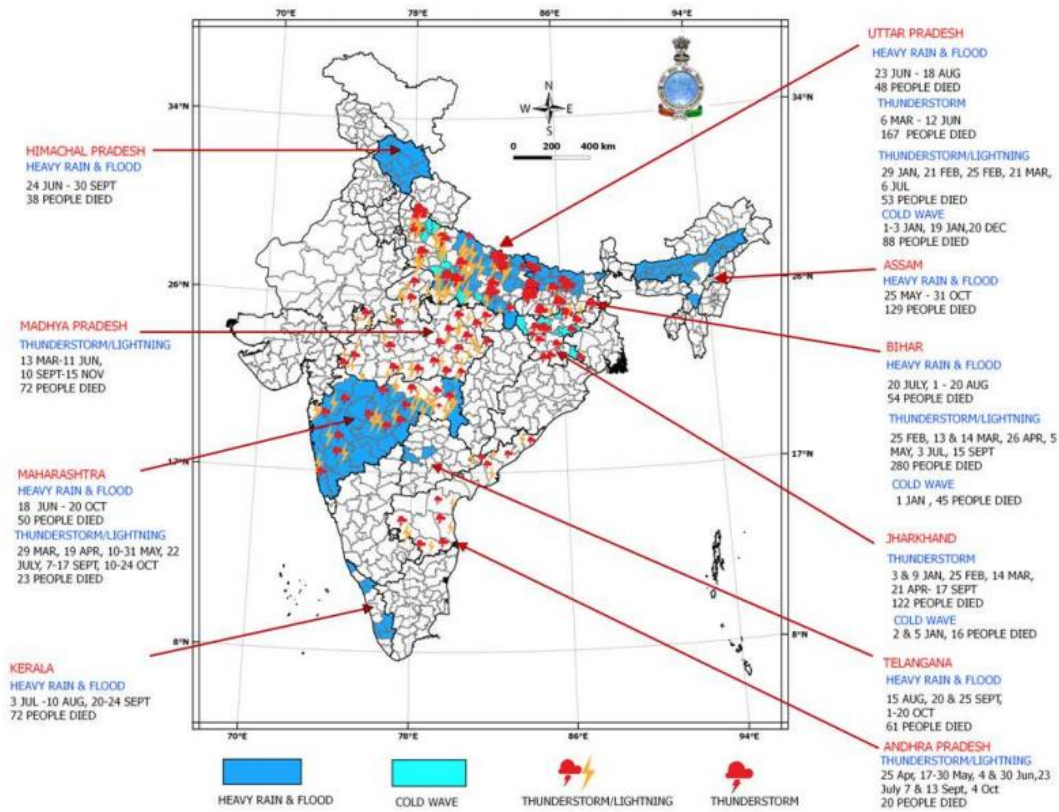 70°E
78°E
86°E
94°E
34°N
34°N
26°N
26°N
17°N
17°N
8°N
8°N
70°E
78°E
86°E
94°E
N
W E
S
0 200 400 km
HIMACHAL PRADESH
HEAVY RAIN & FLOOD
24 JUN - 30 SEPT
38 PEOPLE DIED
MADHYA PRADESH
THUNDERSTORM/LIGHTNING
13 MAR-11 JUN,
10 SEPT-15 NOV
72 PEOPLE DIED
MAHARASHTRA
HEAVY RAIN & FLOOD
18 JUN - 20 OCT
50 PEOPLE DIED
THUNDERSTORM/LIGHTNING
29 MAR, 19 APR, 10-31 MAY, 22
JULY, 7-17 SEPT, 10-24 OCT
23 PEOPLE DIED
KERALA
HEAVY RAIN & FLOOD
3 JUL -10 AUG, 20-24 SEPT
72 PEOPLE DIED
UTTAR PRADESH
HEAVY RAIN & FLOOD
23 JUN - 18 AUG
48 PEOPLE DIED
THUNDERSTORM
6 MAR - 12 JUN
167 PEOPLE DIED
THUNDERSTORM/LIGHTNING
29 JAN, 21 FEB, 25 FEB, 21 MAR,
6 JUL
53 PEOPLE DIED
COLD WAVE
1-3 JAN, 19 JAN,20 DEC
88 PEOPLE DIED
ASSAM
HEAVY RAIN & FLOOD
25 MAY - 31 OCT
129 PEOPLE DIED
BIHAR
HEAVY RAIN & FLOOD
20 JULY, 1 - 20 AUG
54 PEOPLE DIED
THUNDERSTORM/LIGHTNING
25 FEB, 13 & 14 MAR, 26 APR, 5
MAY, 3 JUL, 15 SEPT
280 PEOPLE DIED
COLD WAVE
1 JAN , 45 PEOPLE DIED
JHARKHAND
THUNDERSTORM
3 & 9 JAN, 25 FEB, 14 MAR,
21 APR- 17 SEPT
122 PEOPLE DIED
COLD WAVE
2 & 5 JAN, 16 PEOPLE DIED
TELANGANA
HEAVY RAIN & FLOOD
15 AUG, 20 & 25 SEPT,
1-20 OCT
61 PEOPLE DIED
ANDHRA PRADESH
THUNDERSTORM/LIGHTNING
25 Apr, 17-30 May, 4 & 30 Jun,23
July 7 & 13 Sept, 4 Oct
20 PEOPLE DIED
HEAVY RAIN & FLOOD
COLD WAVE
THUNDERSTORM/LIGHTNING
THUNDERSTORM